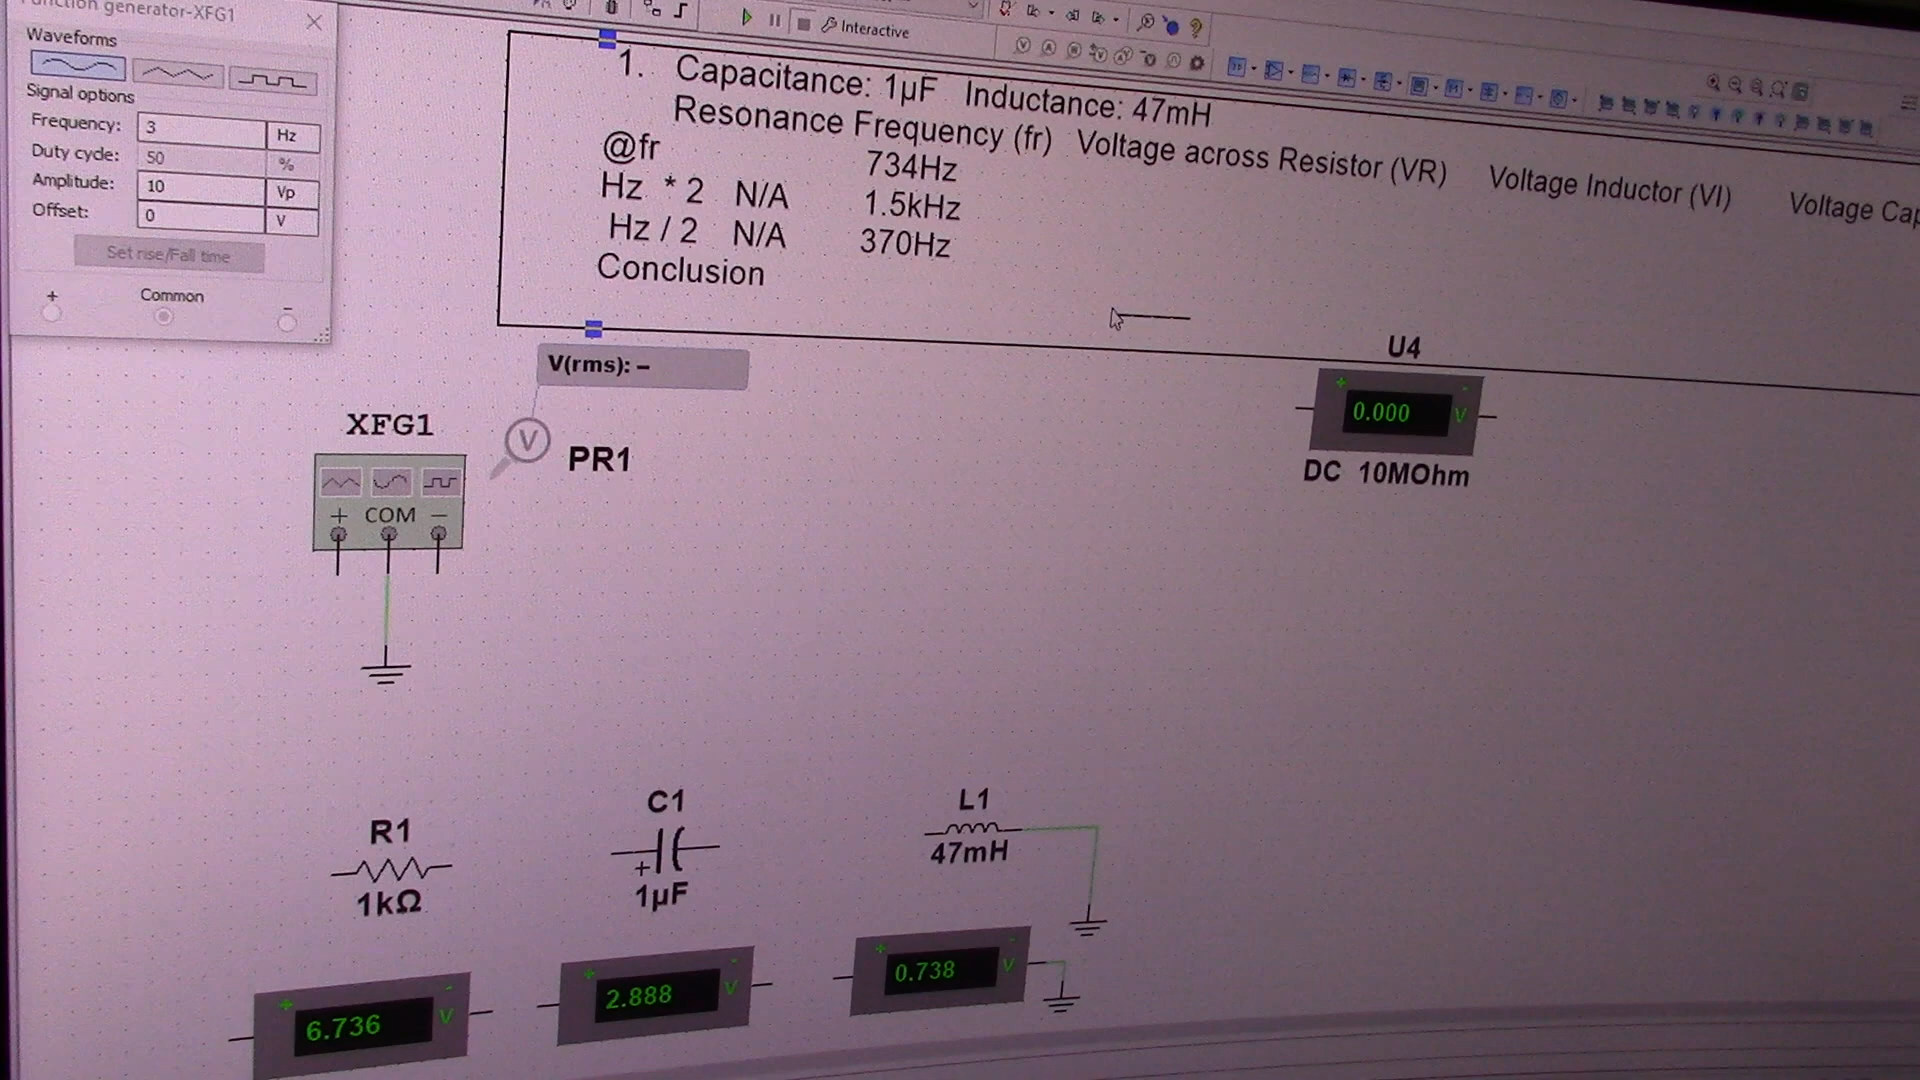 Function generator-XFG1
Waveforms
Signal options
Frequency: 3 Hz
Duty cycle: 50 %
Amplitude: 10 Vp
Offset: 0 V
Set rise/Fall time
+ Common -
Interactive
1. Capacitance: 1µF Inductance: 47mH
Resonance Frequency (fr) Voltage across Resistor (VR) Voltage Inductor (VI) Voltage Cap
@fr 734Hz
Hz * 2 N/A 1.5kHz
Hz / 2 N/A 370Hz
Conclusion
V(rms): –
V
PR1
XFG1
+ COM –
U4
+ -
0.000 V
DC 10MOhm
R1
1kΩ
C1
+
1µF
L1
47mH
+ -
6.736 V
+ -
2.888 V
+ -
0.738 V